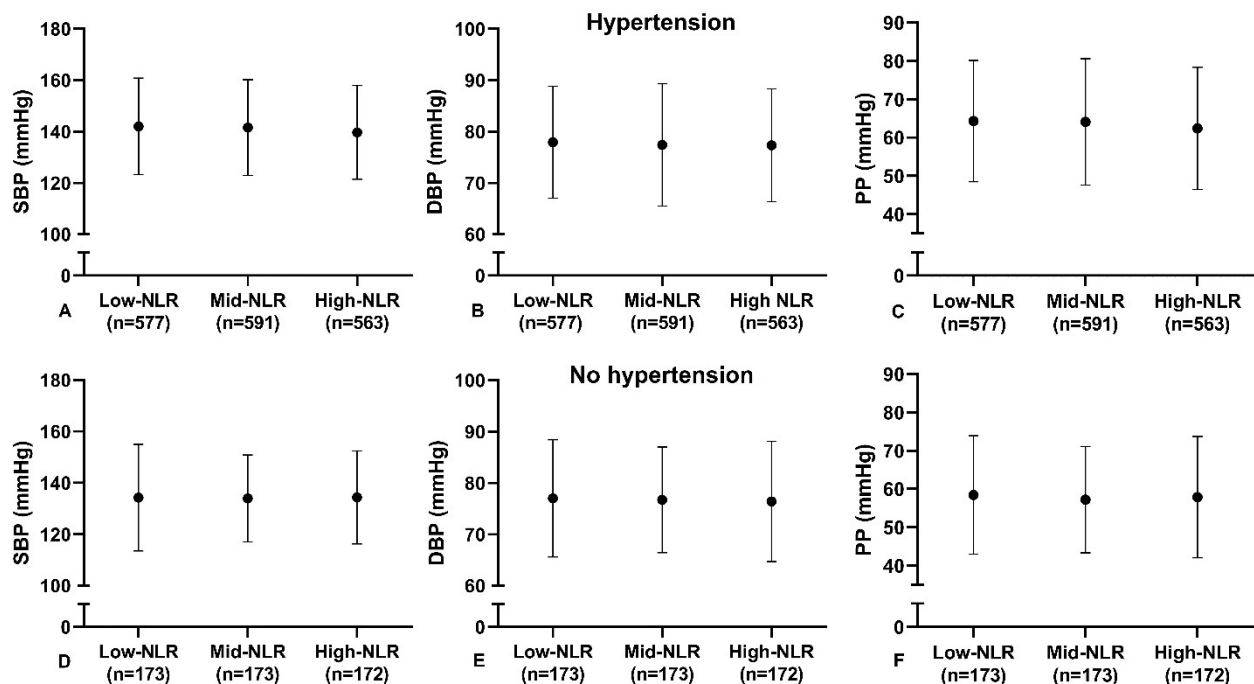 Hypertension
SBP (mmHg)
180
160
140
120
100
0
A
Low-NLR Mid-NLR High-NLR
(n=577) (n=591) (n=563)
DBP (mmHg)
100
90
80
70
60
0
B
Low-NLR Mid-NLR High NLR
(n=577) (n=591) (n=563)
PP (mmHg)
90
80
70
60
50
40
0
C
Low-NLR Mid-NLR High-NLR
(n=577) (n=591) (n=563)
No hypertension
SBP (mmHg)
180
160
140
120
100
0
D
Low-NLR Mid-NLR High-NLR
(n=173) (n=173) (n=172)
DBP (mmHg)
100
90
80
70
60
0
E
Low-NLR Mid-NLR High-NLR
(n=173) (n=173) (n=172)
PP (mmHg)
90
80
70
60
50
40
0
F
Low-NLR Mid-NLR High-NLR
(n=173) (n=173) (n=172)